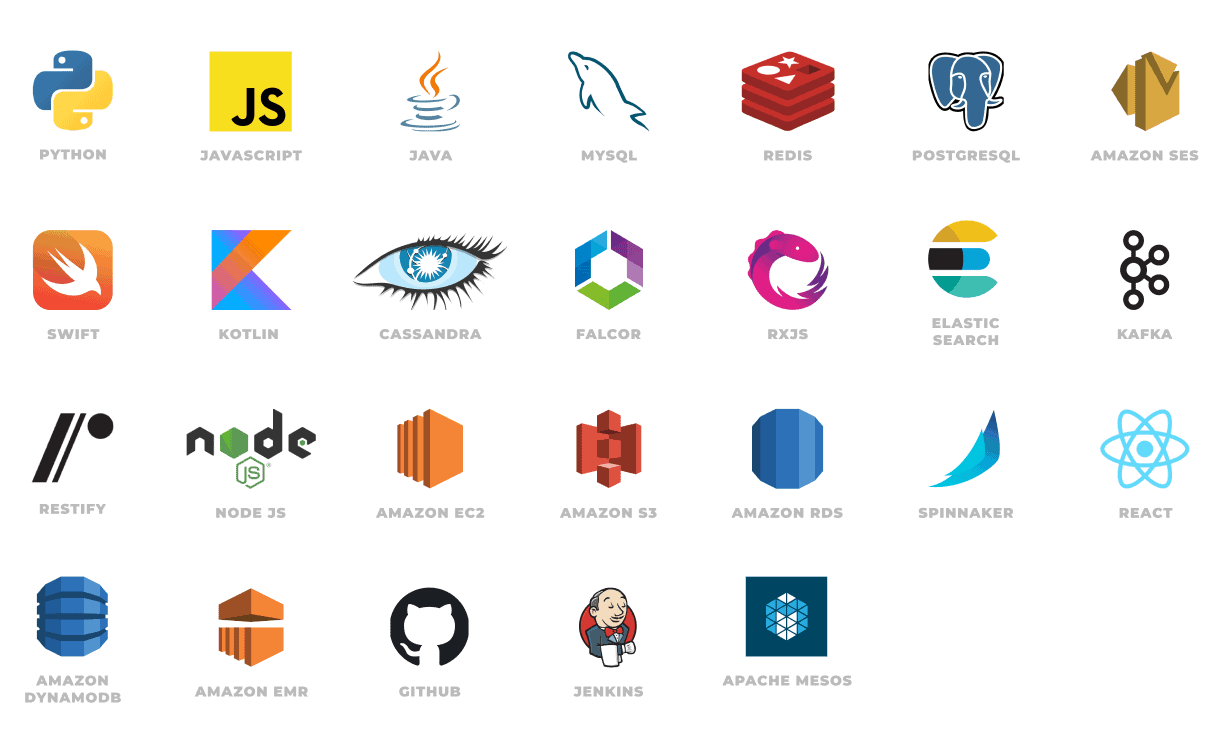 JS
PYTHON
JAVASCRIPT
JAVA
MYSQL
REDIS
POSTGRESQL
AMAZON SES
SWIFT
KOTLIN
CASSANDRA
FALCOR
RXJS
ELASTIC
SEARCH
KAFKA
node
JS®
RESTIFY
NODE JS
AMAZON EC2
AMAZON S3
AMAZON RDS
SPINNAKER
REACT
AMAZON
DYNAMODB
AMAZON EMR
GITHUB
JENKINS
APACHE MESOS